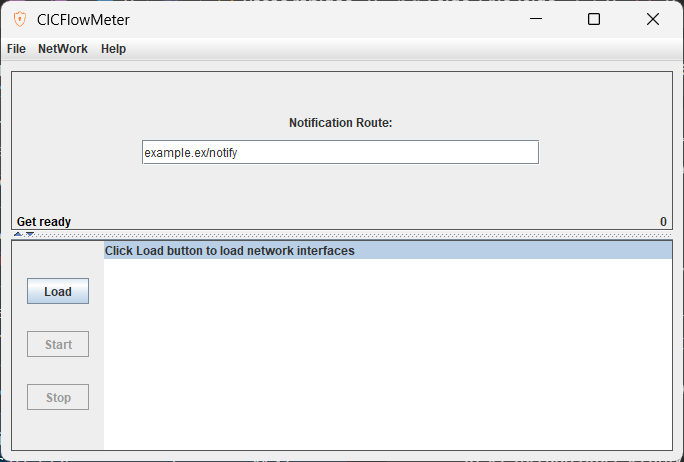 CICFlowMeter
File NetWork Help
Notification Route:
example.ex/notify
Get ready 0
Click Load button to load network interfaces
Load
Start
Stop